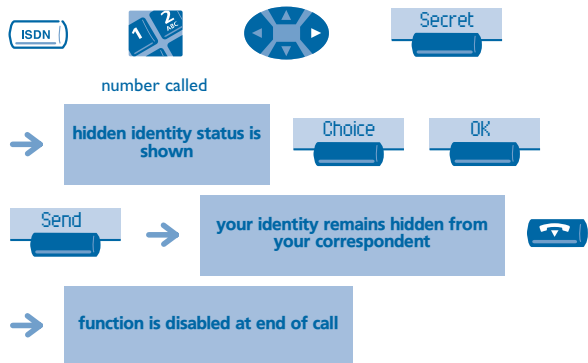 ISDN
1 2 ABC
Secret
number called
hidden identity status is
shown
Choice
OK
Send
your identity remains hidden from
your correspondent
function is disabled at end of call